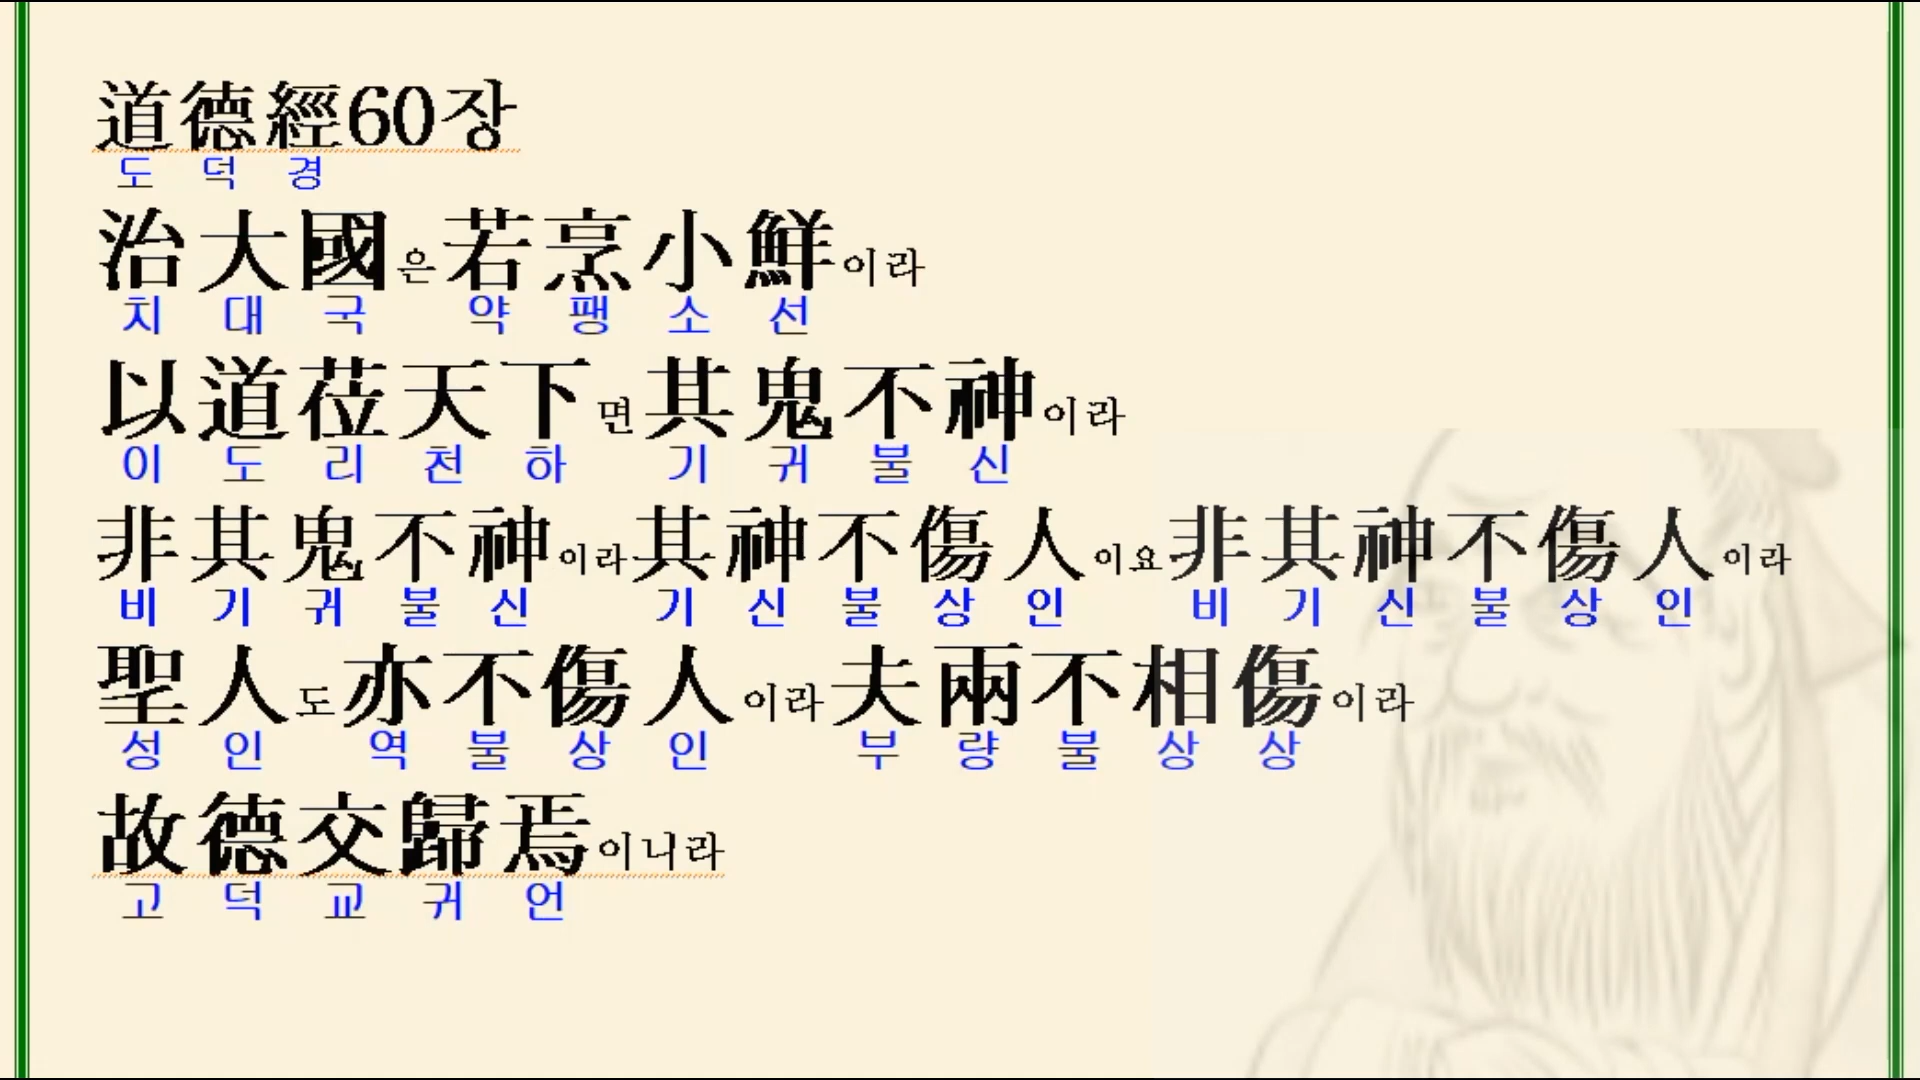 道德經60장
도 덕 경
治大國은若烹小鮮이라
치 대 국 약 팽 소 선
以道莅天下면其鬼不神이라
이 도 리 천 하 기 귀 불 신
非其鬼不神이라其神不傷人이요非其神不傷人이라
비 기 귀 불 신 기 신 불 상 인 비 기 신 불 상 인
聖人도亦不傷人이라夫兩不相傷이라
성 인 역 불 상 인 부 량 불 상 상
故德交歸焉이니라
고 덕 교 귀 언